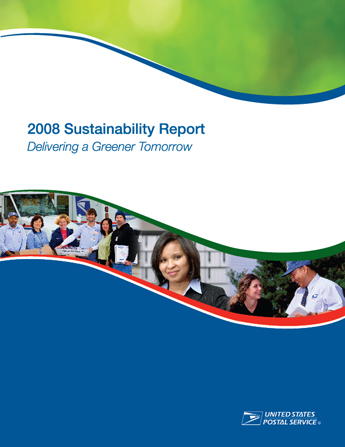 2008 Sustainability Report
Delivering a Greener Tomorrow
UNITED STATES
POSTAL SERVICE ®